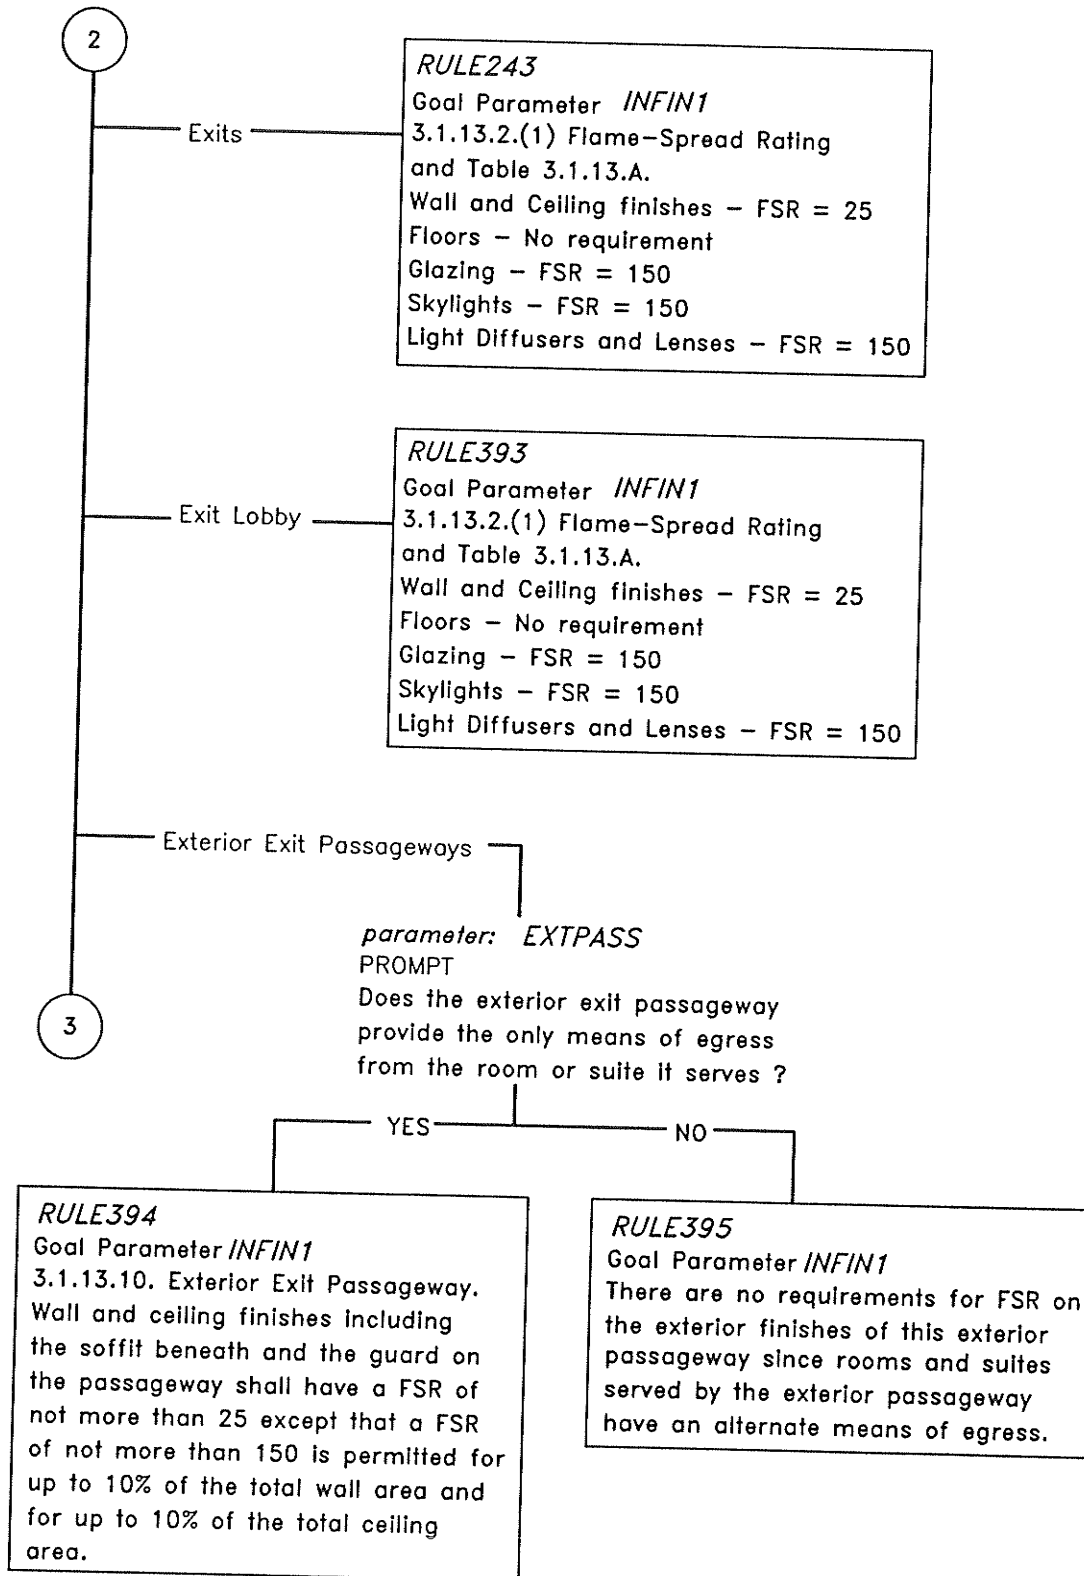 2
Exits
RULE243
Goal Parameter INFIN1
3.1.13.2.(1) Flame-Spread Rating
and Table 3.1.13.A.
Wall and Ceiling finishes - FSR = 25
Floors - No requirement
Glazing - FSR = 150
Skylights - FSR = 150
Light Diffusers and Lenses - FSR = 150
Exit Lobby
RULE393
Goal Parameter INFIN1
3.1.13.2.(1) Flame-Spread Rating
and Table 3.1.13.A.
Wall and Ceiling finishes - FSR = 25
Floors - No requirement
Glazing - FSR = 150
Skylights - FSR = 150
Light Diffusers and Lenses - FSR = 150
Exterior Exit Passageways
parameter: EXTPASS
PROMPT
Does the exterior exit passageway
provide the only means of egress
from the room or suite it serves ?
3
YES
NO
RULE394
Goal Parameter INFIN1
3.1.13.10. Exterior Exit Passageway.
Wall and ceiling finishes including
the soffit beneath and the guard on
the passageway shall have a FSR of
not more than 25 except that a FSR
of not more than 150 is permitted for
up to 10% of the total wall area and
for up to 10% of the total ceiling
area.
RULE395
Goal Parameter INFIN1
There are no requirements for FSR on
the exterior finishes of this exterior
passageway since rooms and suites
served by the exterior passageway
have an alternate means of egress.